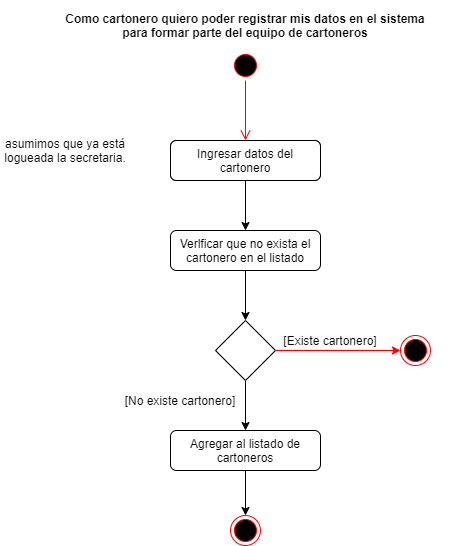 Como cartonero quiero poder registrar mis datos en el sistema
para formar parte del equipo de cartoneros
asumimos que ya está
logueada la secretaria.
Ingresar datos del
cartonero
Verificar que no exista el
cartonero en el listado
[Existe cartonero]
[No existe cartonero]
Agregar al listado de
cartoneros